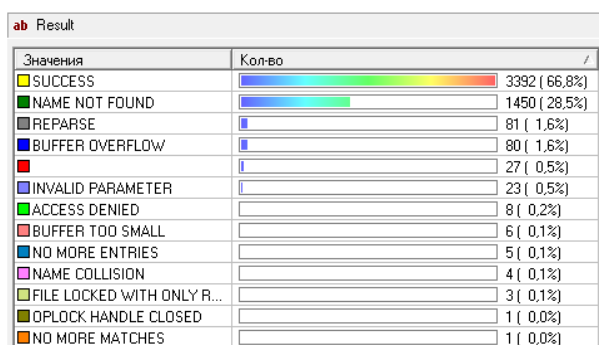 ab Result
Значения Кол-во /
SUCCESS 3392 ( 66,8%)
NAME NOT FOUND 1450 ( 28,5%)
REPARSE 81 (  1,6%)
BUFFER OVERFLOW 80 (  1,6%)
27 (  0,5%)
INVALID PARAMETER 23 (  0,5%)
ACCESS DENIED 8 (  0,2%)
BUFFER TOO SMALL 6 (  0,1%)
NO MORE ENTRIES 5 (  0,1%)
NAME COLLISION 4 (  0,1%)
FILE LOCKED WITH ONLY R... 3 (  0,1%)
OPLOCK HANDLE CLOSED 1 (  0,0%)
NO MORE MATCHES 1 (  0,0%)